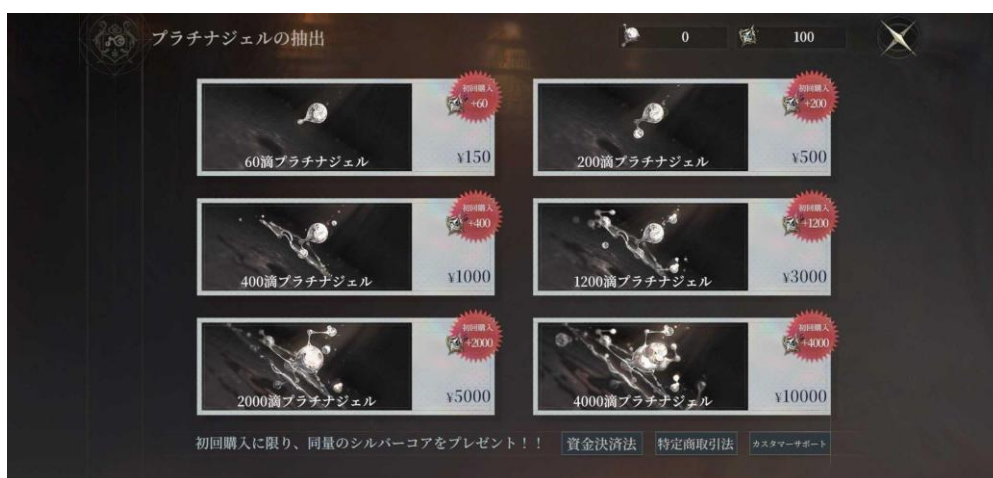 プラチナジェルの抽出
0
100
初回購入
+60
60滴プラチナジェル
¥150
初回購入
+200
200滴プラチナジェル
¥500
初回購入
+400
400滴プラチナジェル
¥1000
初回購入
+1200
1200滴プラチナジェル
¥3000
初回購入
+2000
2000滴プラチナジェル
¥5000
初回購入
+4000
4000滴プラチナジェル
¥10000
初回購入に限り、同量のシルバーコアをプレゼント！！
資金決済法
特定商取引法
カスタマーサポート